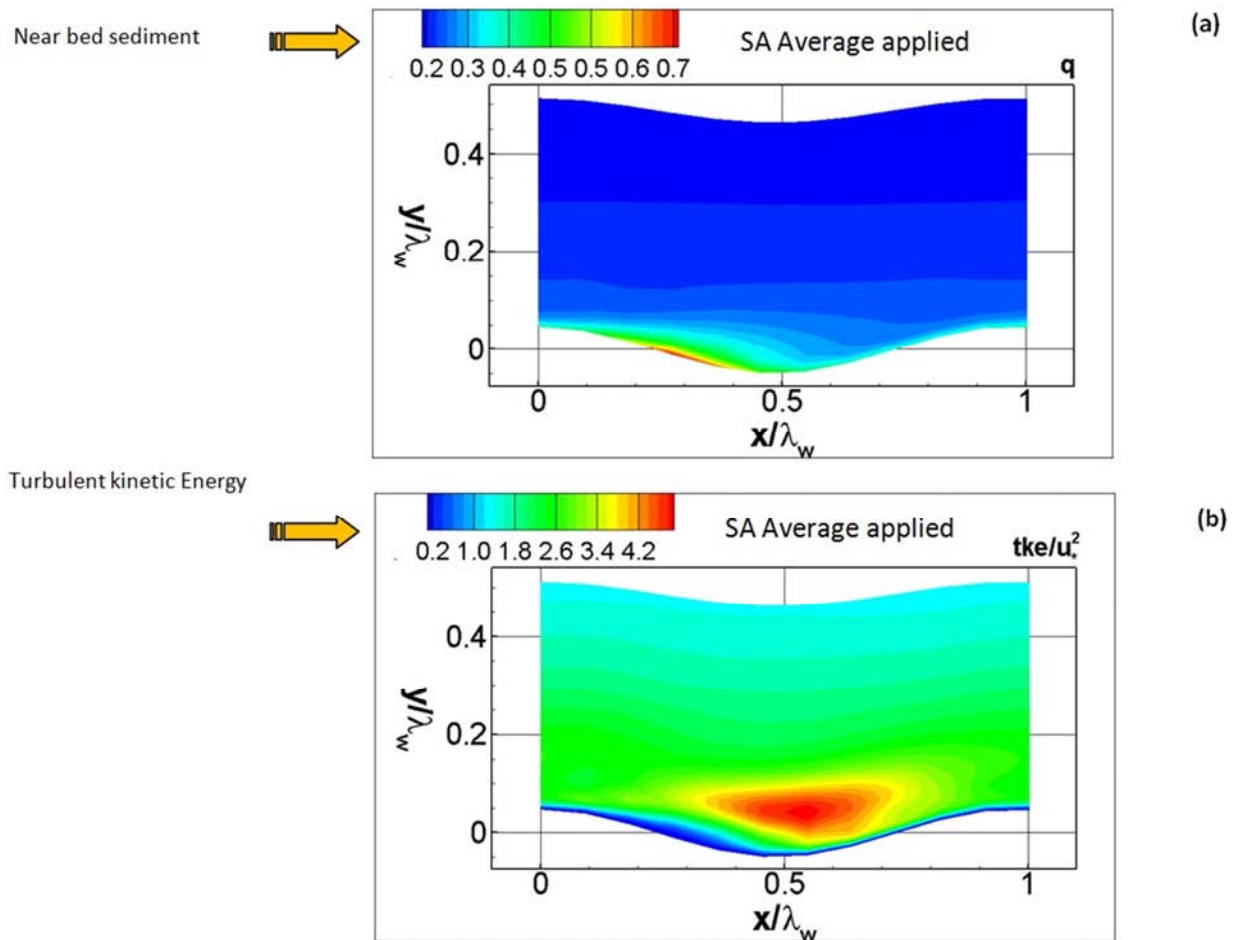 (a)
Near bed sediment
SA Average applied
0.2 0.3 0.4 0.5 0.5 0.6 0.7
q
0.4
0.2
0
y/λw
0 0.5 1
x/λw
Turbulent kinetic Energy
(b)
SA Average applied
0.2 1.0 1.8 2.6 3.4 4.2
tke/u*²
0.4
0.2
0
y/λw
0 0.5 1
x/λw